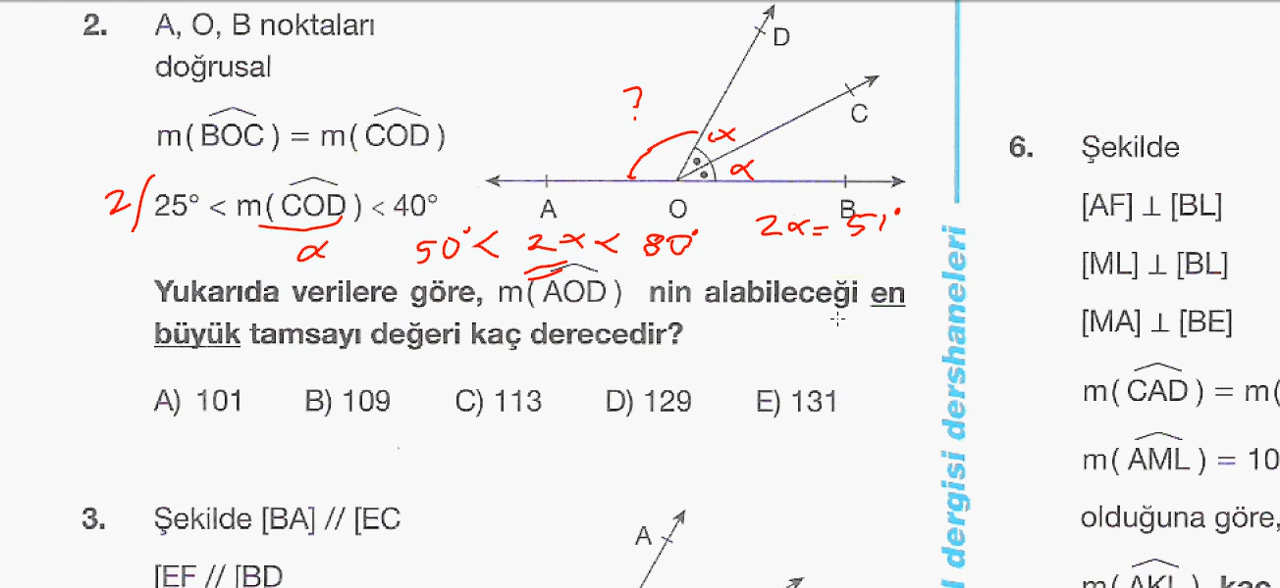 2. A, O, B noktaları
doğrusal
m(BOC) = m(COD)
2/ 25° < m(COD) < 40°
α
50° < 2α < 80°
2α = 51°
?
α
α
D
C
A
O
B
Yukarıda verilere göre, m(AOD) nin alabileceği en
büyük tamsayı değeri kaç derecedir?
A) 101 B) 109 C) 113 D) 129 E) 131
3. Şekilde [BA] // [EC
[EF // [BD
A
dergisi dershaneleri
6. Şekilde
[AF] ⊥ [BL]
[ML] ⊥ [BL]
[MA] ⊥ [BE]
m(CAD) = m(
m(AML) = 10
olduğuna göre,
m(AKL) kaç